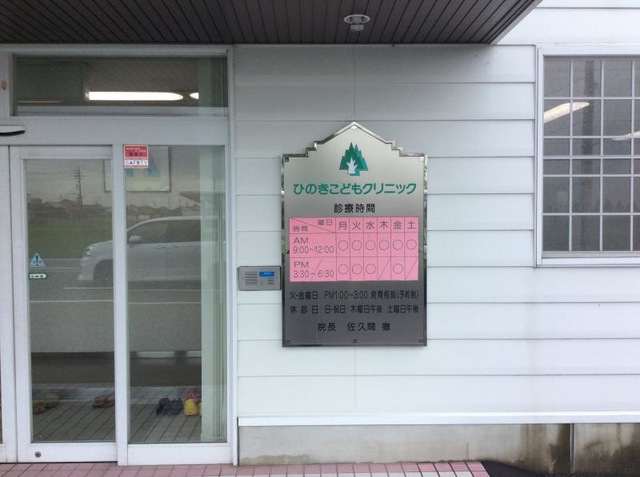 ひのきこどもクリニック
診療時間
曜日 月 火 水 木 金 土
時間
AM 9:00~12:00 ○ ○ ○ ○ ○ ○
PM 3:30~6:30 ○ ○ ○ / ○ /
火・金曜日 PM1:00~3:00 発育相談(予約制)
休診日 日・祝日 木曜日午後 土曜日午後
院長 佐久間 徹